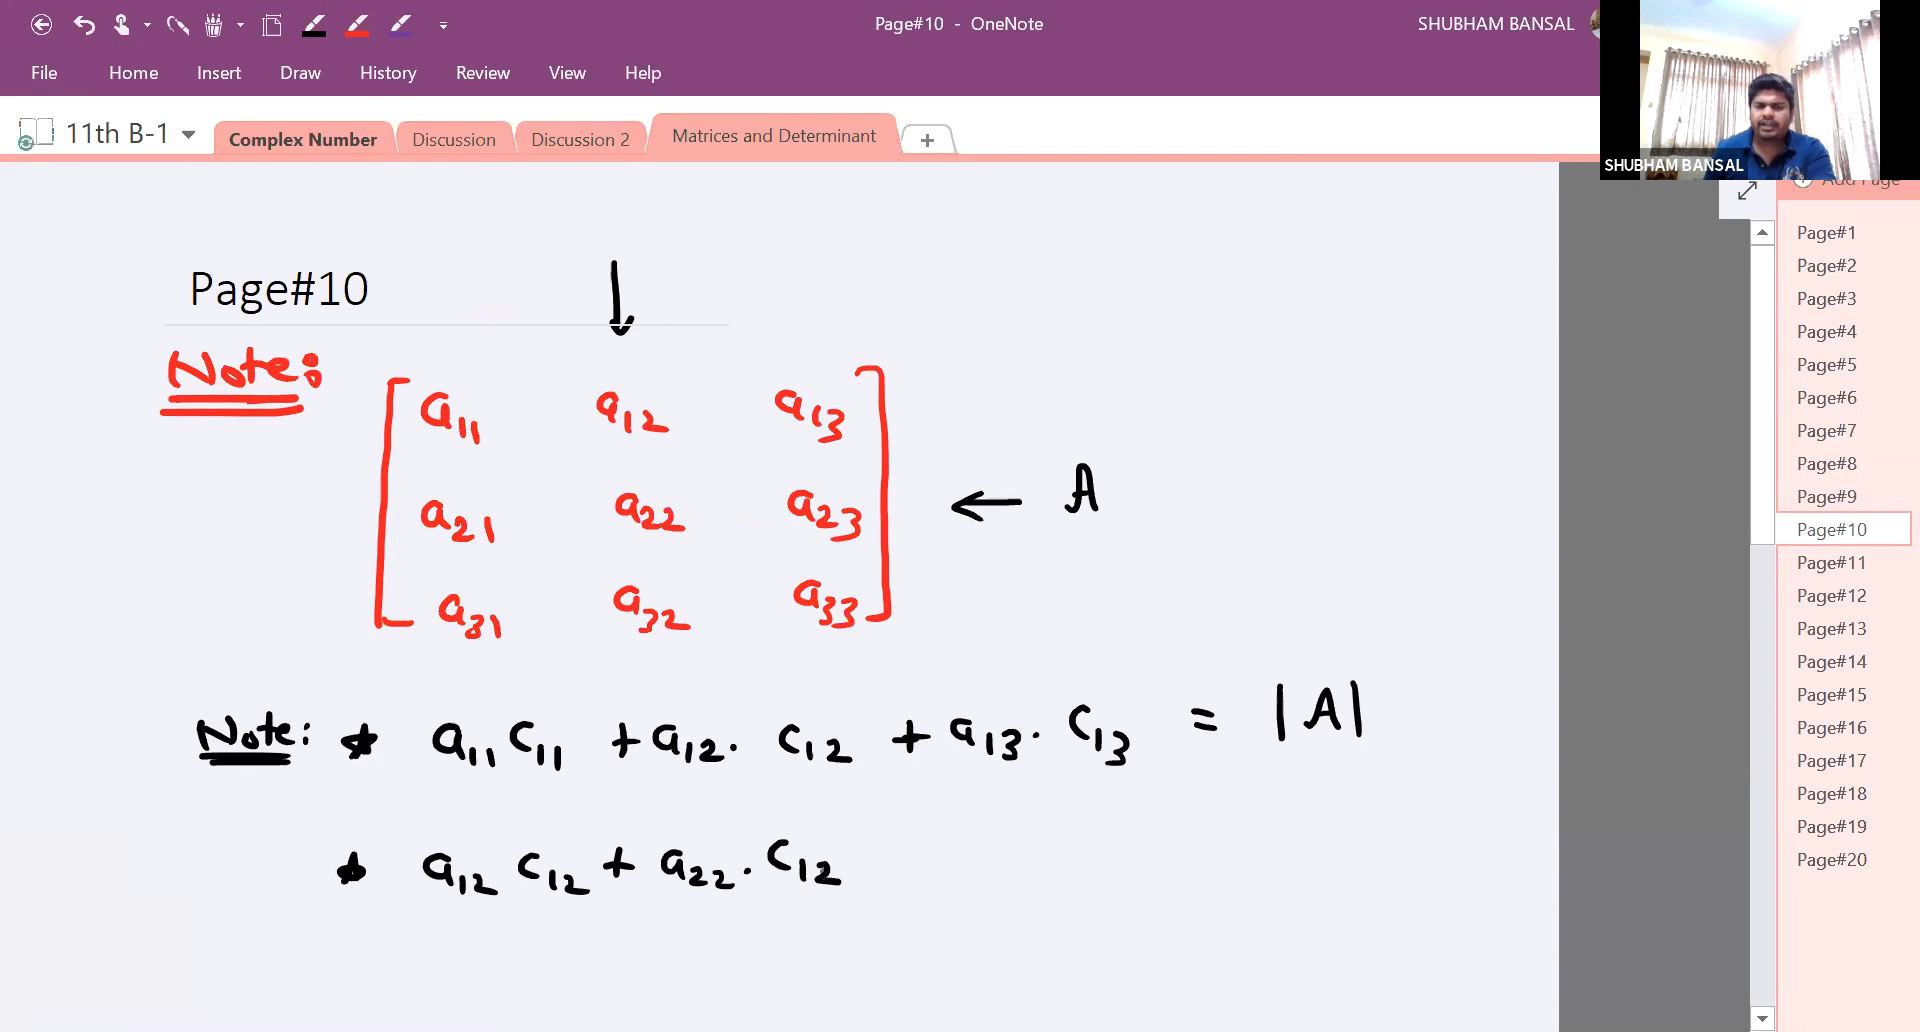 Page#10 - OneNote
SHUBHAM BANSAL
File Home Insert Draw History Review View Help
SHUBHAM BANSAL
11th B-1 Complex Number Discussion Discussion 2 Matrices and Determinant +
Add Page
Page#1
Page#2
Page#3
Page#4
Page#5
Page#6
Page#7
Page#8
Page#9
Page#10
Page#11
Page#12
Page#13
Page#14
Page#15
Page#16
Page#17
Page#18
Page#19
Page#20
Page#10
↓
Note:
[ a₁₁ a₁₂ a₁₃ ]
[ a₂₁ a₂₂ a₂₃ ] ← A
[ a₃₁ a₃₂ a₃₃ ]
Note: ★ a₁₁ c₁₁ + a₁₂ · c₁₂ + a₁₃ · c₁₃ = |A|
★ a₁₂ c₁₂ + a₂₂ · c₁₂